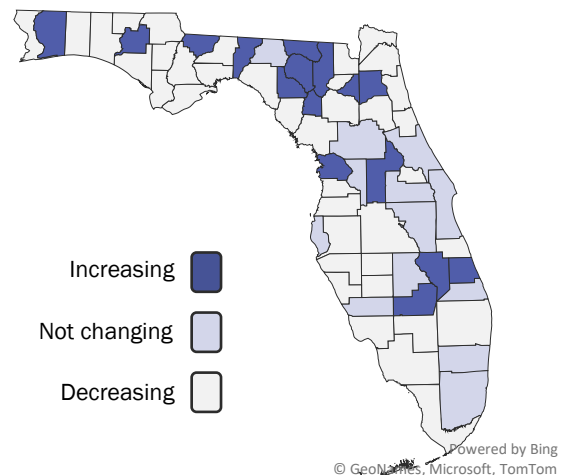 Increasing
Not changing
Decreasing
Powered by Bing
© GeoNames, Microsoft, TomTom